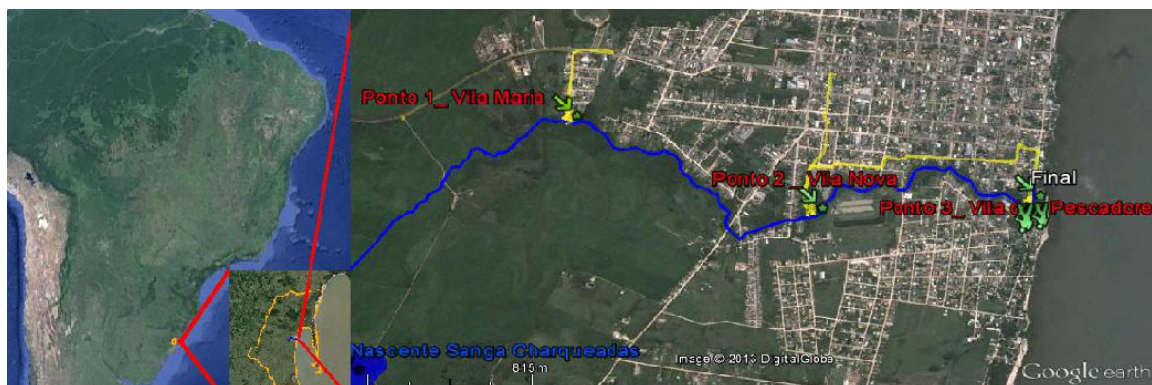 Ponto 1_ Vila Maria
Ponto 2 _ Vila Nova
Final
Ponto 3_ Vila
Pescadore
Nascente Sanga Charqueadas
815m
Image © 2013 DigitalGlobe
Google earth